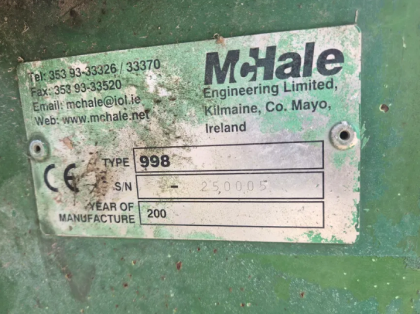 Tel: 353 93-33326 / 33370
Fax: 353 93-33520
Email: mchale@iol.ie
Web: www.mchale.net
McHale
Engineering Limited,
Kilmaine, Co. Mayo,
Ireland
TYPE 998
CE S/N - 250005
YEAR OF
MANUFACTURE 200